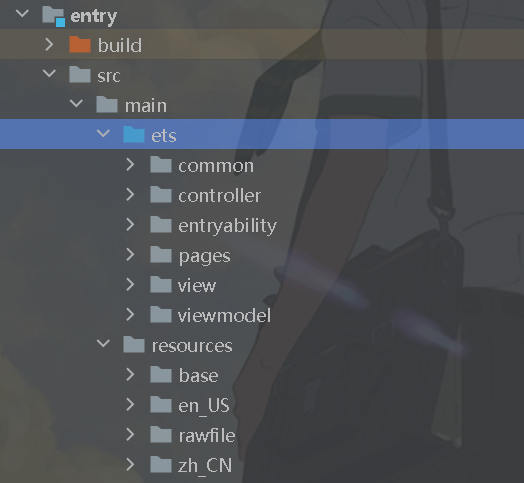 entry
build
src
main
ets
common
controller
entryability
pages
view
viewmodel
resources
base
en_US
rawfile
zh_CN